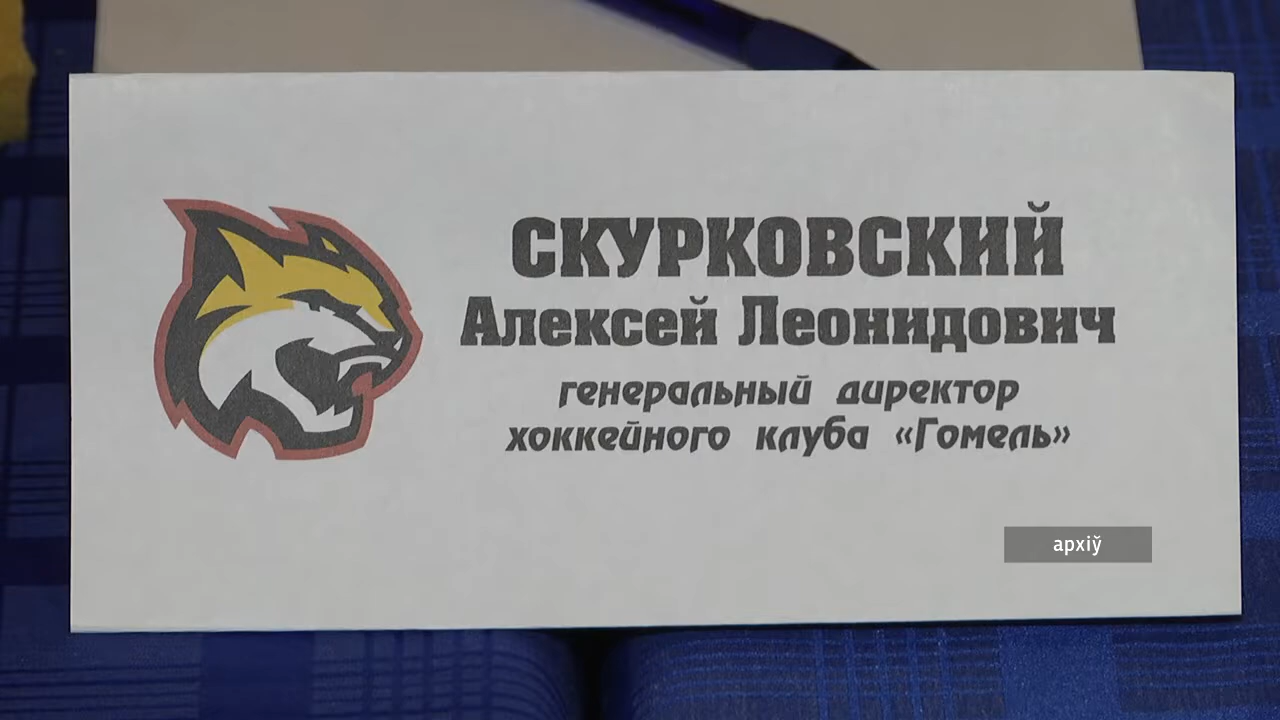 СКУРКОВСКИЙ
Алексей Леонидович
генеральный директор
хоккейного клуба «Гомель»
архіў